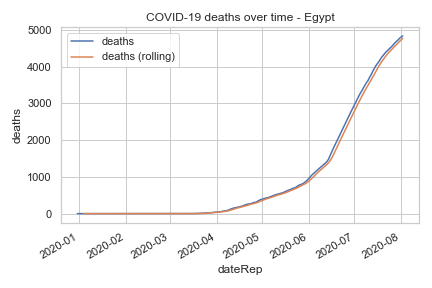 COVID-19 deaths over time - Egypt
deaths
deaths (rolling)
5000
4000
3000
2000
1000
0
deaths
2020-01
2020-02
2020-03
2020-04
2020-05
2020-06
2020-07
2020-08
dateRep